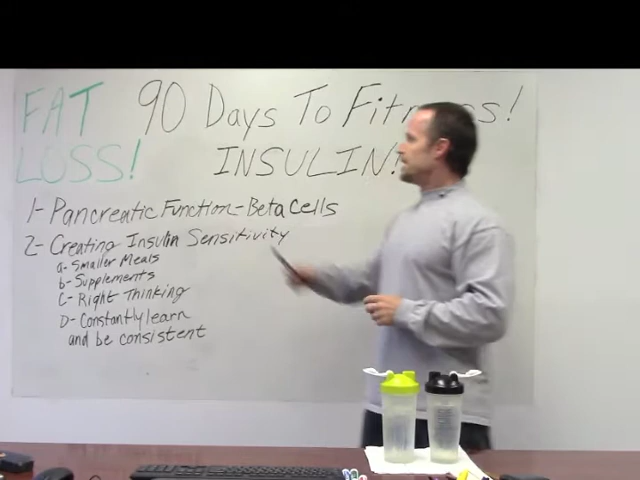 FAT LOSS!
90 Days To Fitness!
INSULIN!
1- Pancreatic Function - Beta Cells
2- Creating Insulin Sensitivity
a- Smaller Meals
b- Supplements
C- Right Thinking
D- Constantly learn
and be consistent